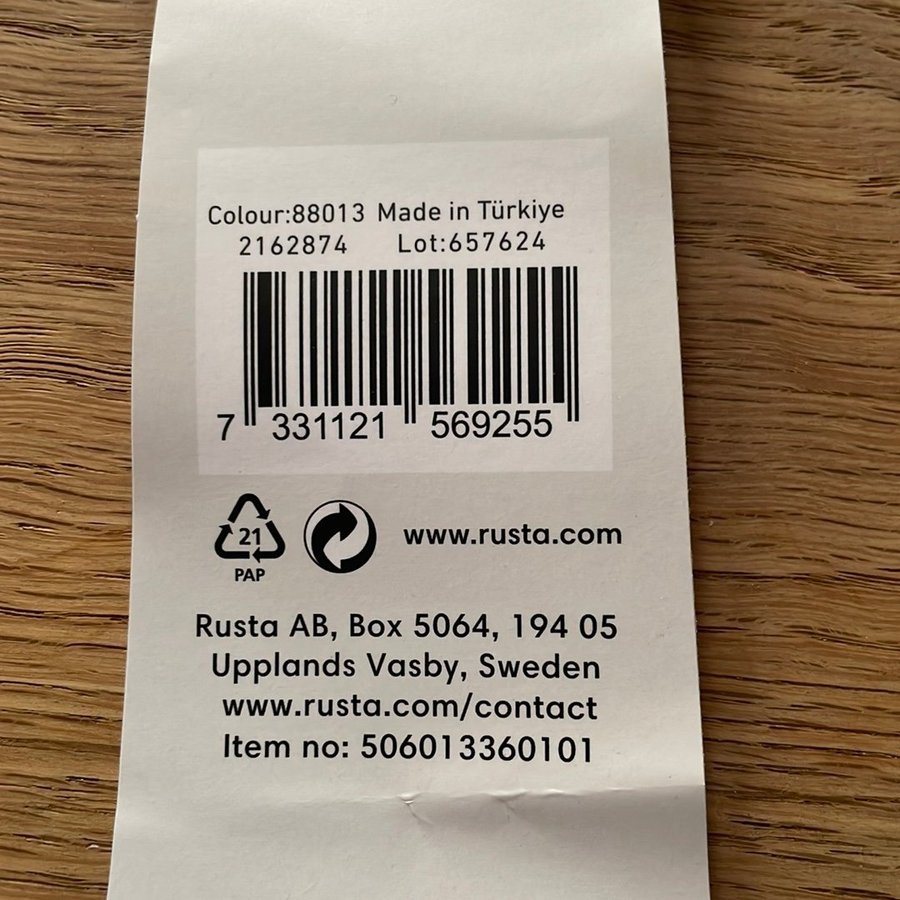 Colour:88013 Made in Türkiye
2162874 Lot:657624
7 331121 569255
21
PAP
www.rusta.com
Rusta AB, Box 5064, 194 05
Upplands Vasby, Sweden
www.rusta.com/contact
Item no: 506013360101